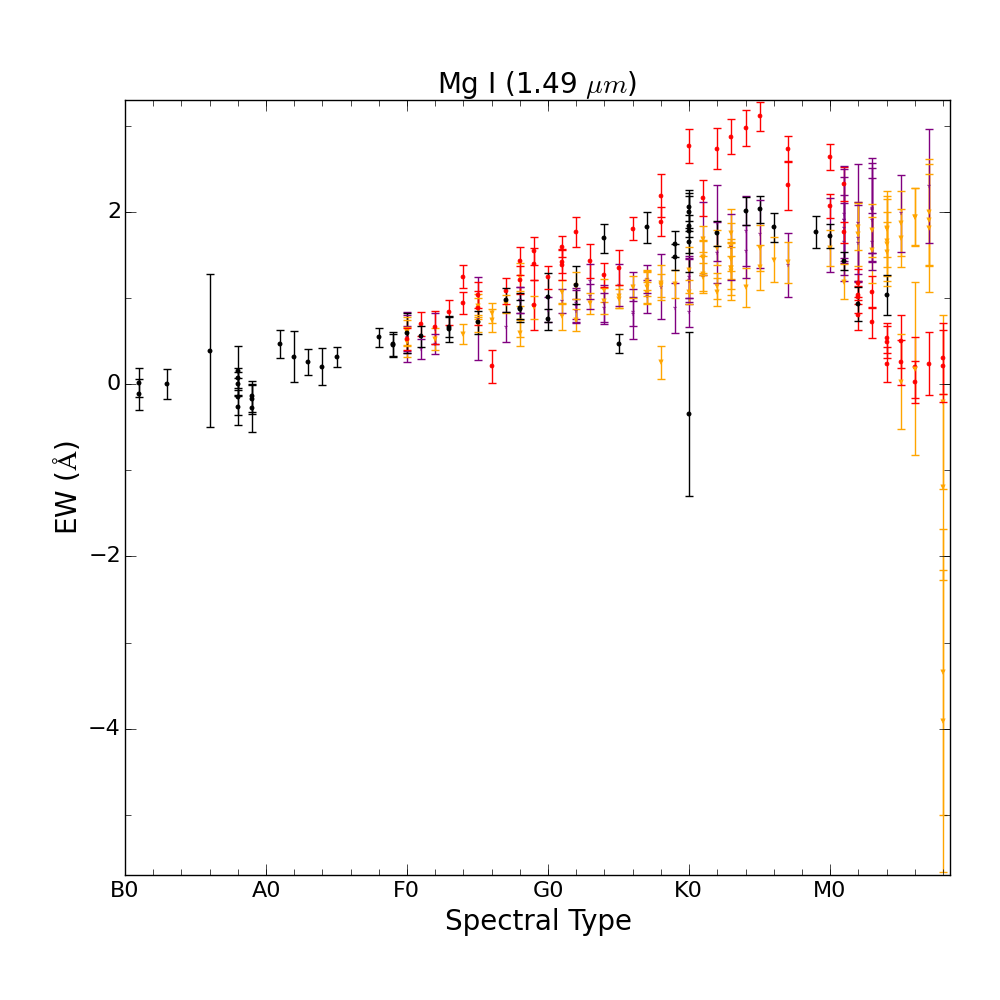 Mg I (1.49 μm)
EW (Å)
2
0
−2
−4
B0 A0 F0 G0 K0 M0
Spectral Type